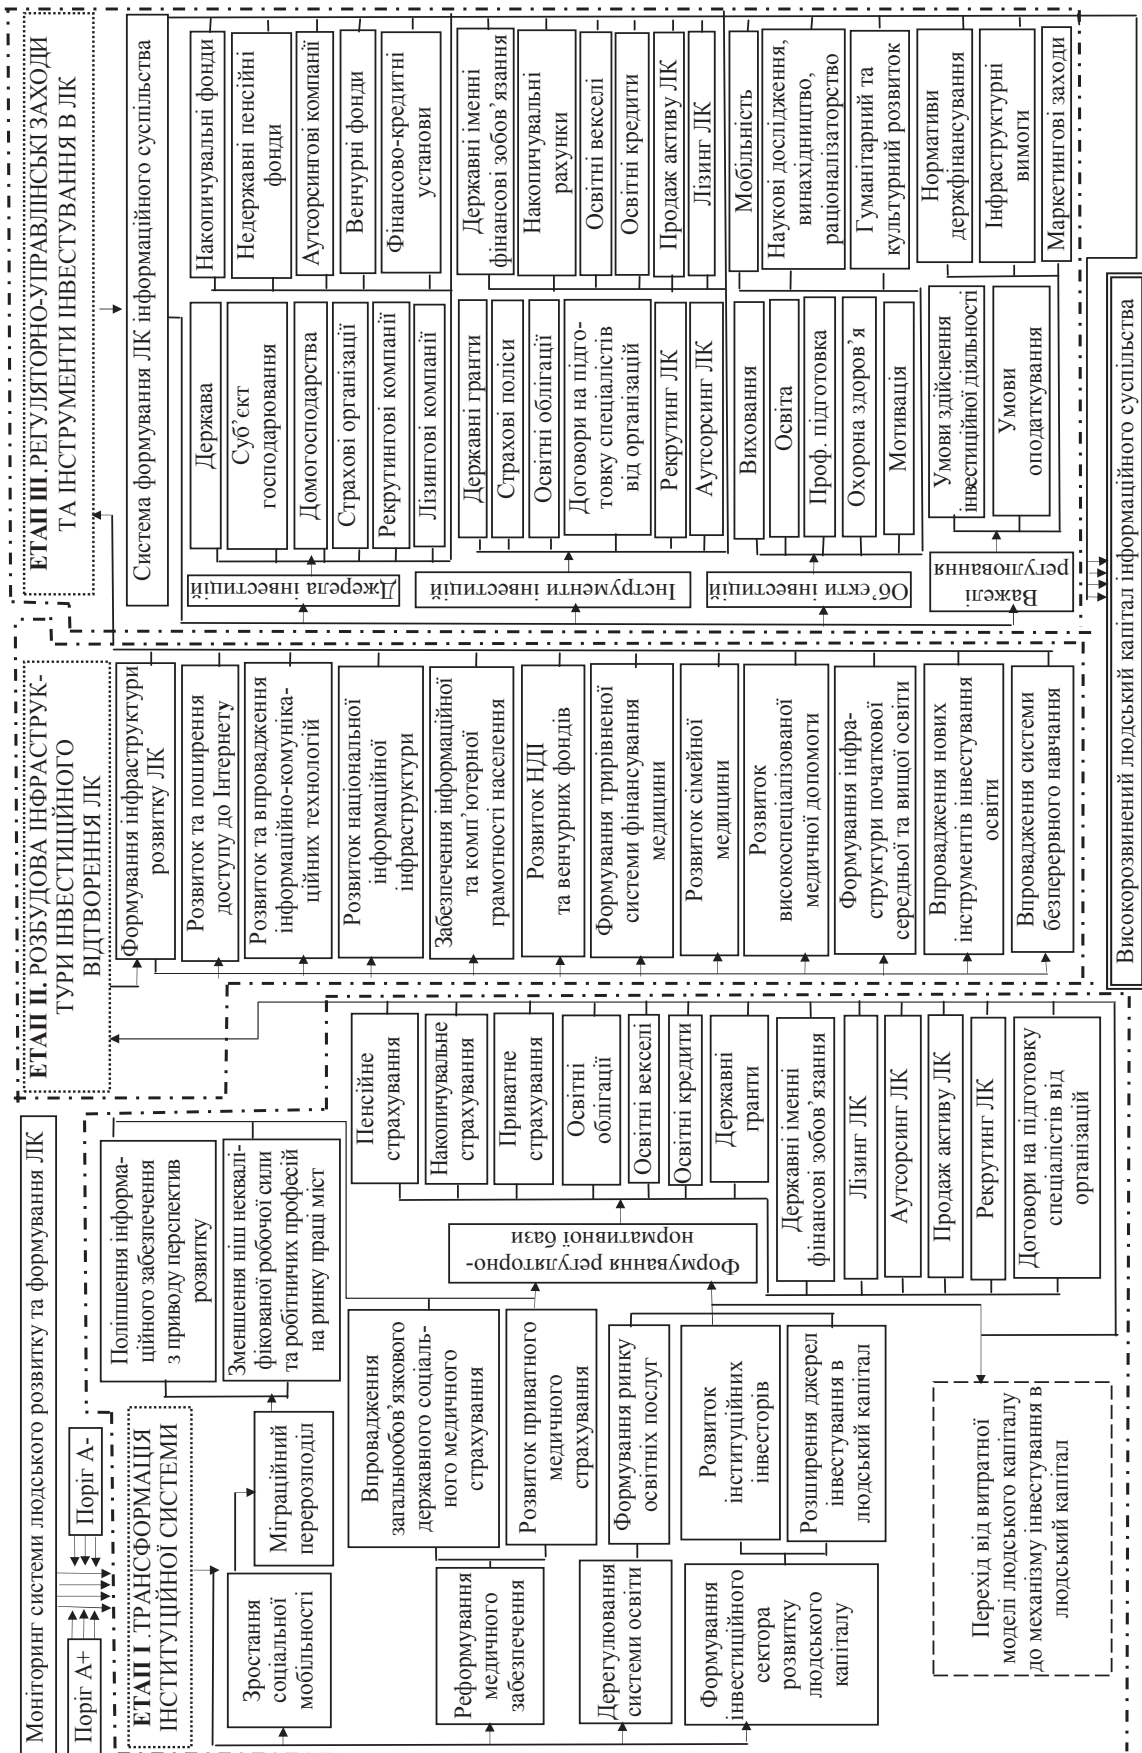 Моніторинг системи людського розвитку та формування ЛК
Поріг А+
Поріг А-
ЕТАП І .ТРАНСФОРМАЦІЯ
ІНСТИТУЦІЙНОЇ СИСТЕМИ
Зростання
соціальної
мобільності
Міграційний
перерозподіл
Поліпшення інформа-
ційного забезпечення
з приводу перспектив
розвитку
Зменшення ніш некваліфікованої робочої сили
та робітничих професій
на ринку праці міст
Реформування
медичного
забезпечення
Впровадження
загальнообов’язкового
державного соціаль-
ного медичного
страхування
Розвиток приватного
медичного
страхування
Дерегулювання
системи освіти
Формування ринку
освітніх послуг
Формування
інвестиційного
сектора
розвитку
людського
капіталу
Розвиток
інституційних
інвесторів
Розширення джерел
інвестування в
людський капітал
Формування регуляторно-
нормативної бази
Пенсійне
страхування
Накопичувальне
страхування
Приватне
страхування
Освітні
облігації
Освітні векселі
Освітні кредити
Державні
гранти
Державні іменні
фінансові зобов’язання
Лізинг ЛК
Аутсорсинг ЛК
Продаж активу ЛК
Рекрутинг ЛК
Договори на підготовку
спеціалістів від
організацій
Перехід від витратної
моделі людського капіталу
до механізму інвестування в
людський капітал
ЕТАП ІІ. РОЗБУДОВА ІНФРАСТРУК-
ТУРИ ІНВЕСТИЦІЙНОГО
ВІДТВОРЕННЯ ЛК
Формування інфраструктури
розвитку ЛК
Розвиток та поширення
доступу до Інтернету
Розвиток та впровадження
інформаційно-комуніка-
ційних технологій
Розвиток національної
інформаційної
інфраструктури
Забезпечення інформаційної
та комп’ютерної
грамотності населення
Розвиток НДІ
та венчурних фондів
Формування трирівненої
системи фінансування
медицини
Розвиток сімейної
медицини
Розвиток
високоспеціалізованої
медичної допомоги
Формування інфра-
структури початкової
середньої та вищої освіти
Впровадження нових
інструментів інвестування
освіти
Впровадження системи
безперервного навчання
ЕТАП ІІІ .РЕГУЛЯТОРНО-УПРАВЛІНСЬКІ ЗАХОДИ
ТА ІНСТРУМЕНТИ ІНВЕСТУВАННЯ В ЛК
Система формування ЛК інформаційного суспільства
Джерела інвестицій
Держава
Суб’єкт
господарювання
Домогосподарства
Страхові організації
Рекрутингові компанії
Лізингові компанії
Накопичувальні фонди
Недержавні пенсійні
фонди
Аутсорсингові компанії
Венчурні фонди
Фінансово-кредитні
установи
Інструменти інвестицій
Державні гранти
Страхові поліси
Освітні облігації
Договори на підго-
товку спеціалістів
від організацій
Рекрутинг ЛК
Аутсорсинг ЛК
Державні іменні
фінансові зобов’язання
Накопичувальні
рахунки
Освітні векселі
Освітні кредити
Продаж активу ЛК
Лізинг ЛК
Об’єкти інвестицій
Виховання
Освіта
Проф. підготовка
Охорона здоров’я
Мотивація
Мобільність
Наукові дослідження,
винахідництво,
раціоналізаторство
Гуманітарний та
культурний розвиток
Важелі
регулювання
Умови здійснення
інвестиційної діяльності
Умови
оподаткування
Нормативи
держфінансування
Інфраструктурні
вимоги
Маркетингові заходи
Високорозвинений людський капітал інформаційного суспільства